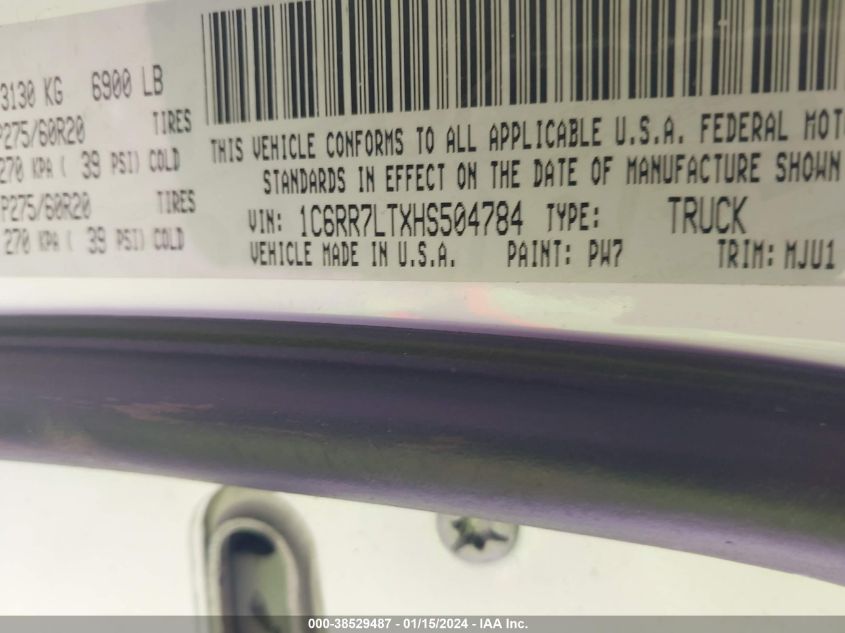 3130 KG 6900 LB
P275/60R20 TIRES
270 KPA ( 39 PSI) COLD
P275/60R20 TIRES
270 KPA ( 39 PSI) COLD
THIS VEHICLE CONFORMS TO ALL APPLICABLE U.S.A. FEDERAL MOT
STANDARDS IN EFFECT ON THE DATE OF MANUFACTURE SHOWN
VIN: 1C6RR7LTXHS504784 TYPE: TRUCK
VEHICLE MADE IN U.S.A. PAINT: PW7 TRIM: MJU1
000-38529487 - 01/15/2024 - IAA Inc.